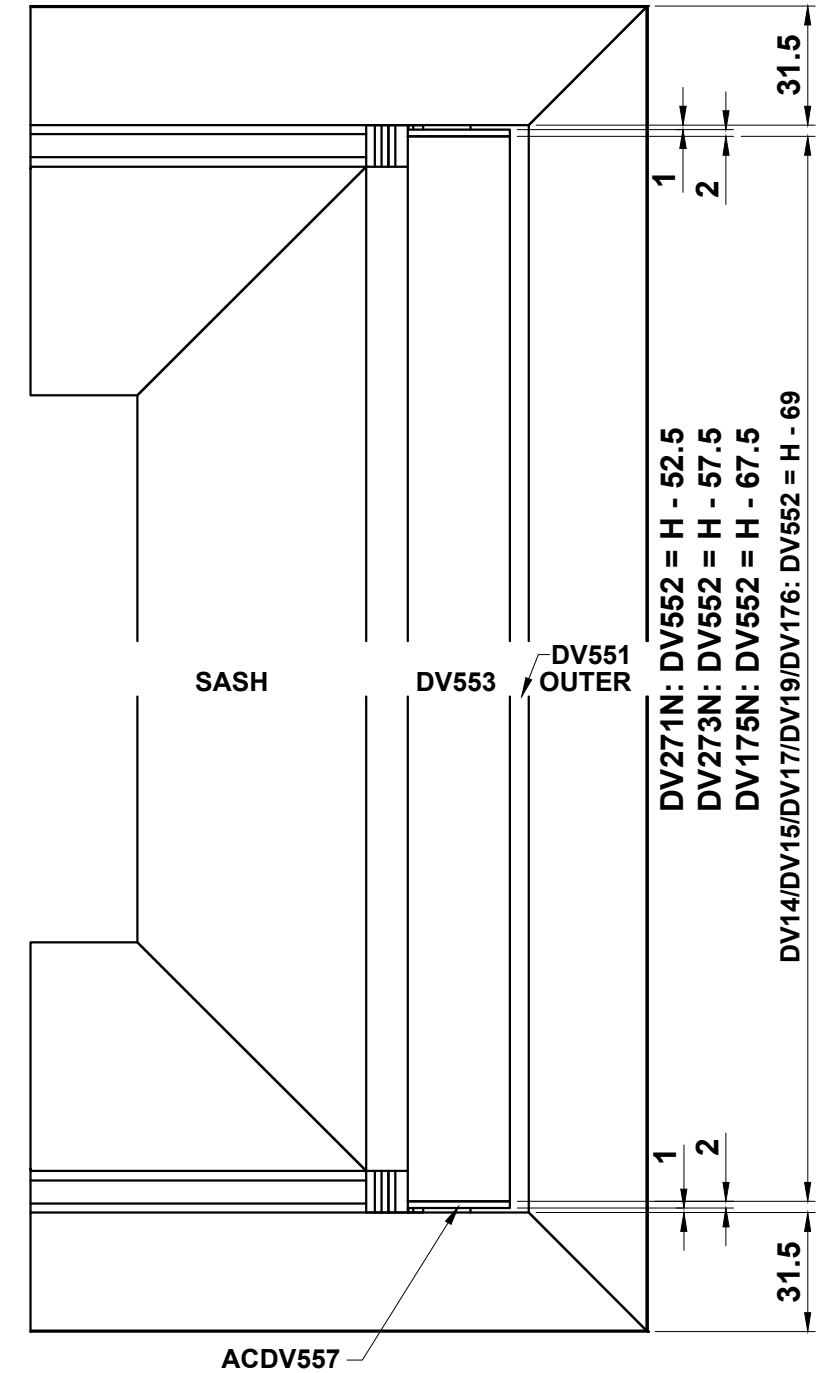 31.5
1
2
DV271N: DV552 = H - 52.5
DV273N: DV552 = H - 57.5
DV175N: DV552 = H - 67.5
DV14/DV15/DV17/DV19/DV176: DV552 = H - 69
SASH
DV553
DV551
OUTER
1
2
31.5
ACDV557